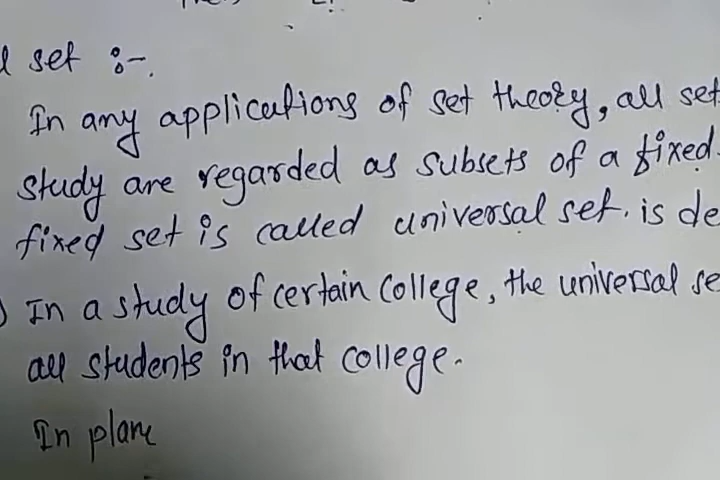 set :-.
In any applications of set theory, all set
study are regarded as subsets of a fixed
fixed set is called universal set. is de
) In a study of certain college, the universal se
all students in that college.
In plane